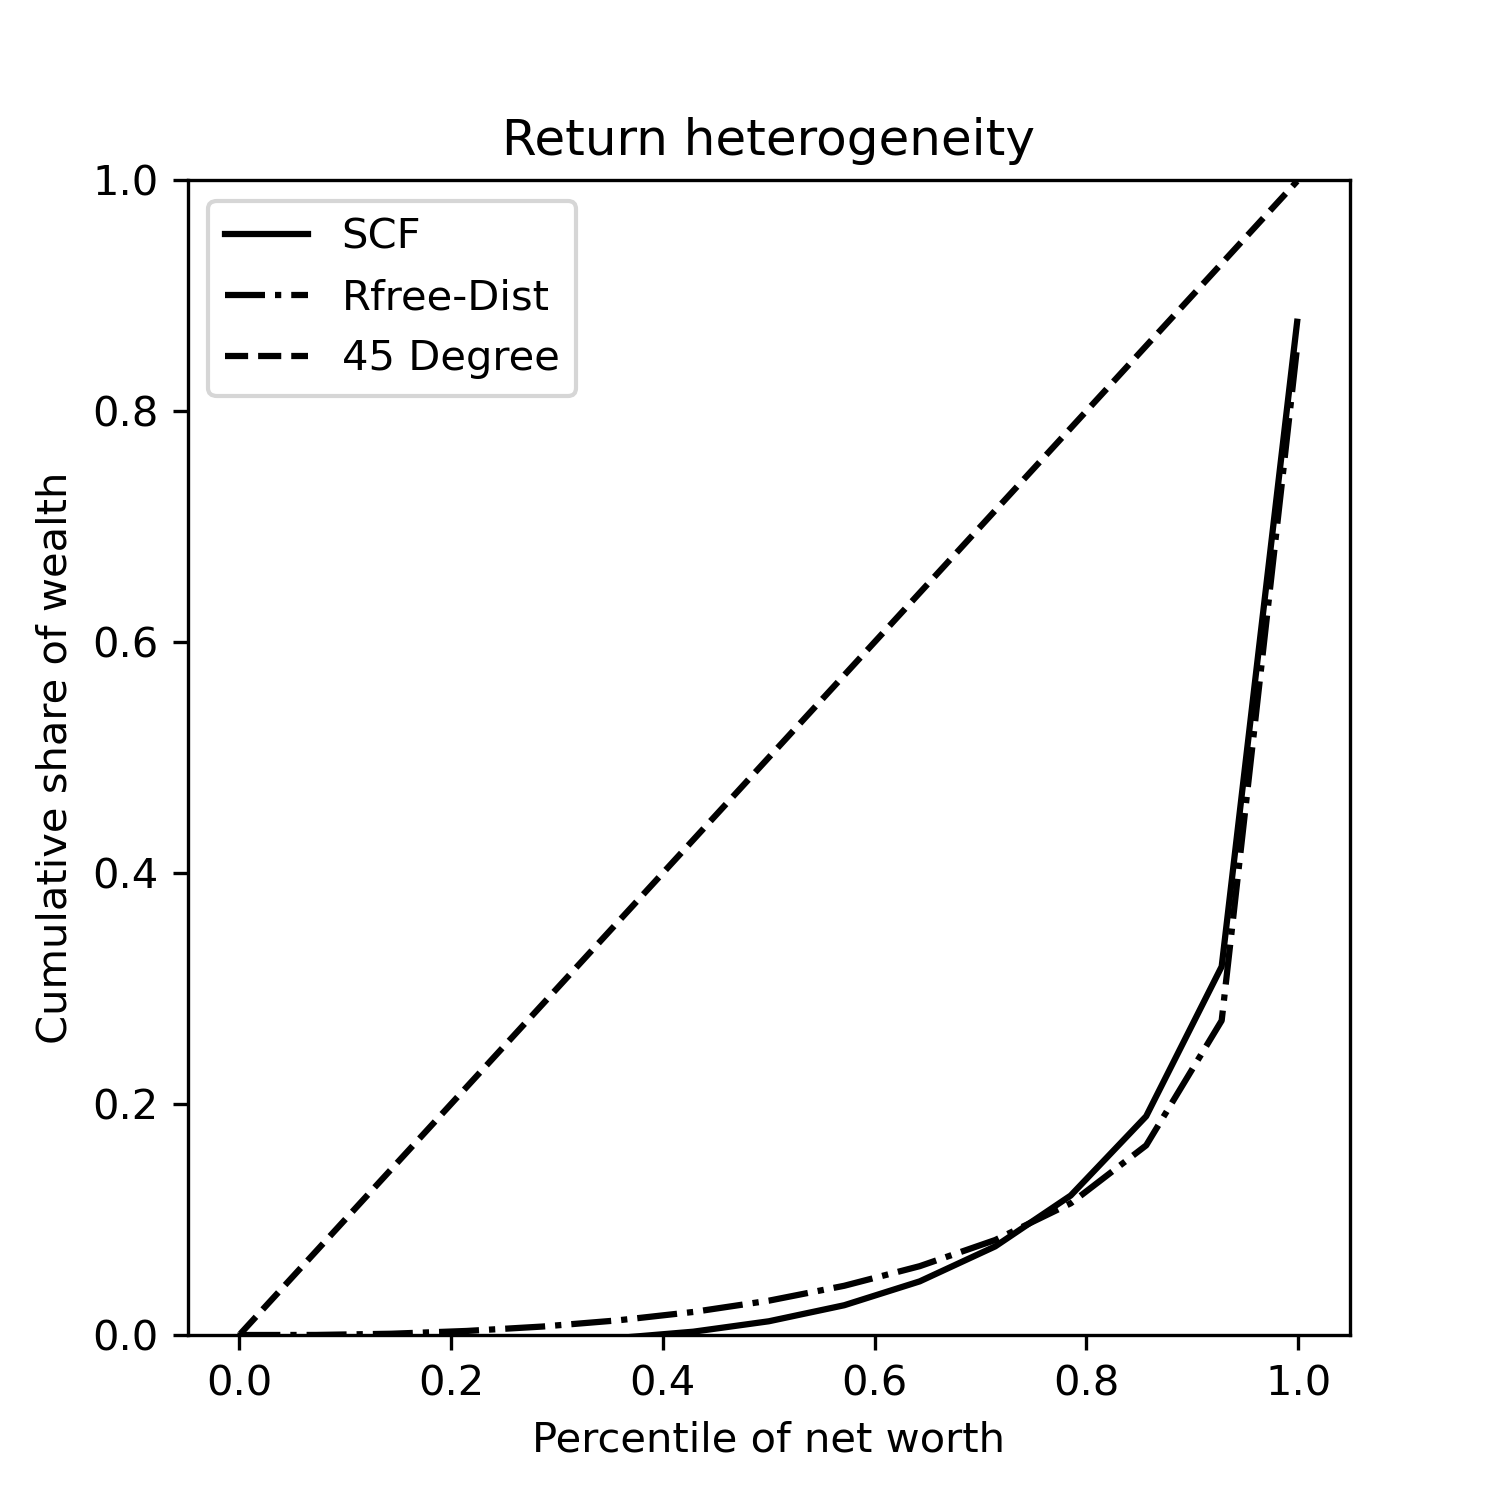 Return heterogeneity
SCF
Rfree-Dist
45 Degree
1.0
0.8
0.6
0.4
0.2
0.0
Cumulative share of wealth
0.0 0.2 0.4 0.6 0.8 1.0
Percentile of net worth